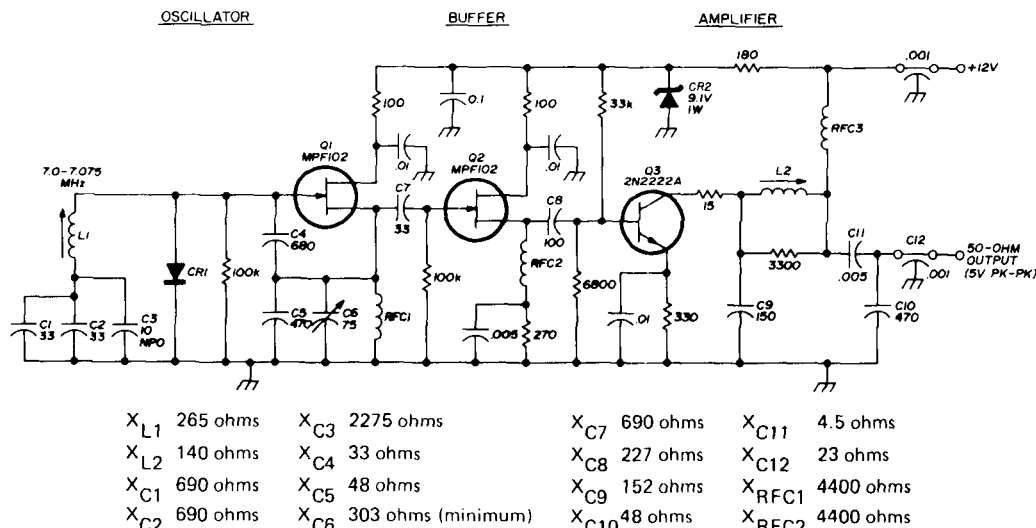 OSCILLATOR BUFFER AMPLIFIER
180
.001
+12V
100
0.1
100
33k
CR2
9.1V
1W
RFC3
Q1
MPF102
.01
Q2
MPF102
.01
Q3
2N2222A
L2
7.0-7.075
MHz
C7
33
C8
100
15
L1
C4
680
3300
C11
.005
C12
.001
50-OHM
OUTPUT
(5V PK-PK)
CR1
100k
100k
RFC2
6800
C1
33
C2
33
C3
10
NPO
C5
470
C6
75
RFC1
.005
270
.01
330
C9
150
C10
470
XL1 265 ohms XC3 2275 ohms XC7 690 ohms XC11 4.5 ohms
XL2 140 ohms XC4 33 ohms XC8 227 ohms XC12 23 ohms
XC1 690 ohms XC5 48 ohms XC9 152 ohms XRFC1 4400 ohms
XC2 690 ohms XC6 303 ohms (minimum) XC10 48 ohms XRFC2 4400 ohms